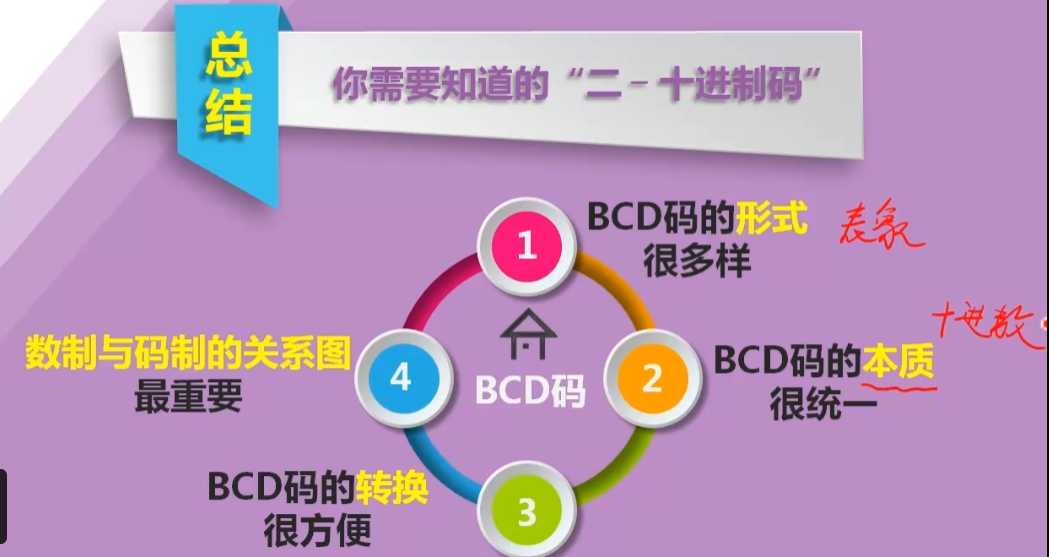 总
结
你需要知道的“二－十进制码”
1
BCD码的形式
很多样
表象
2
BCD码的本质
很统一
十进数
3
BCD码的转换
很方便
4
数制与码制的关系图
最重要
BCD码